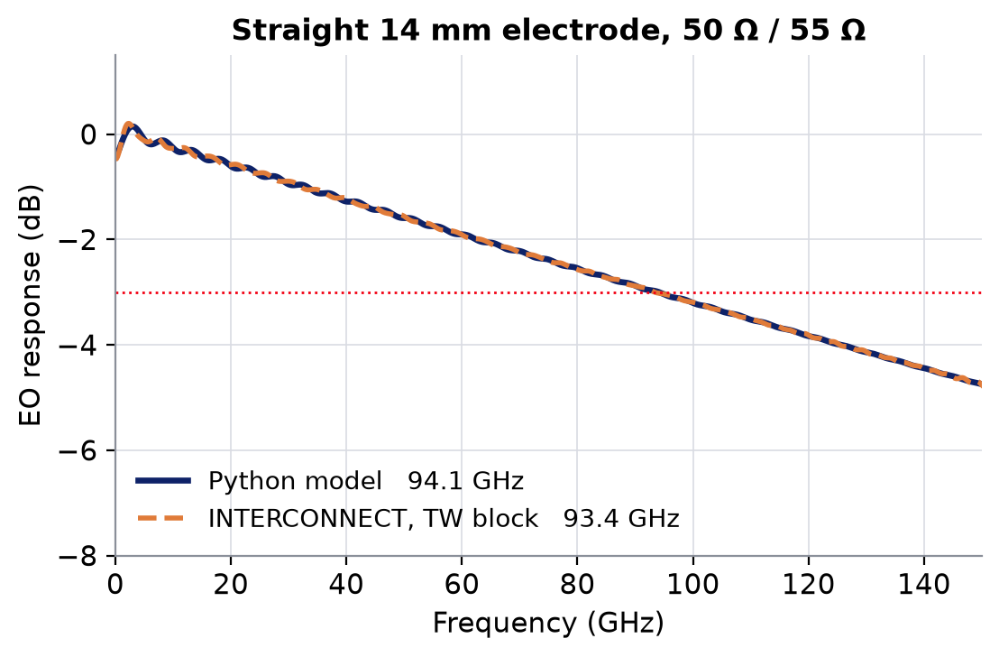 Straight 14 mm electrode, 50 Ω / 55 Ω
EO response (dB)
0
−2
−4
−6
−8
Python model 94.1 GHz
INTERCONNECT, TW block 93.4 GHz
0 20 40 60 80 100 120 140
Frequency (GHz)